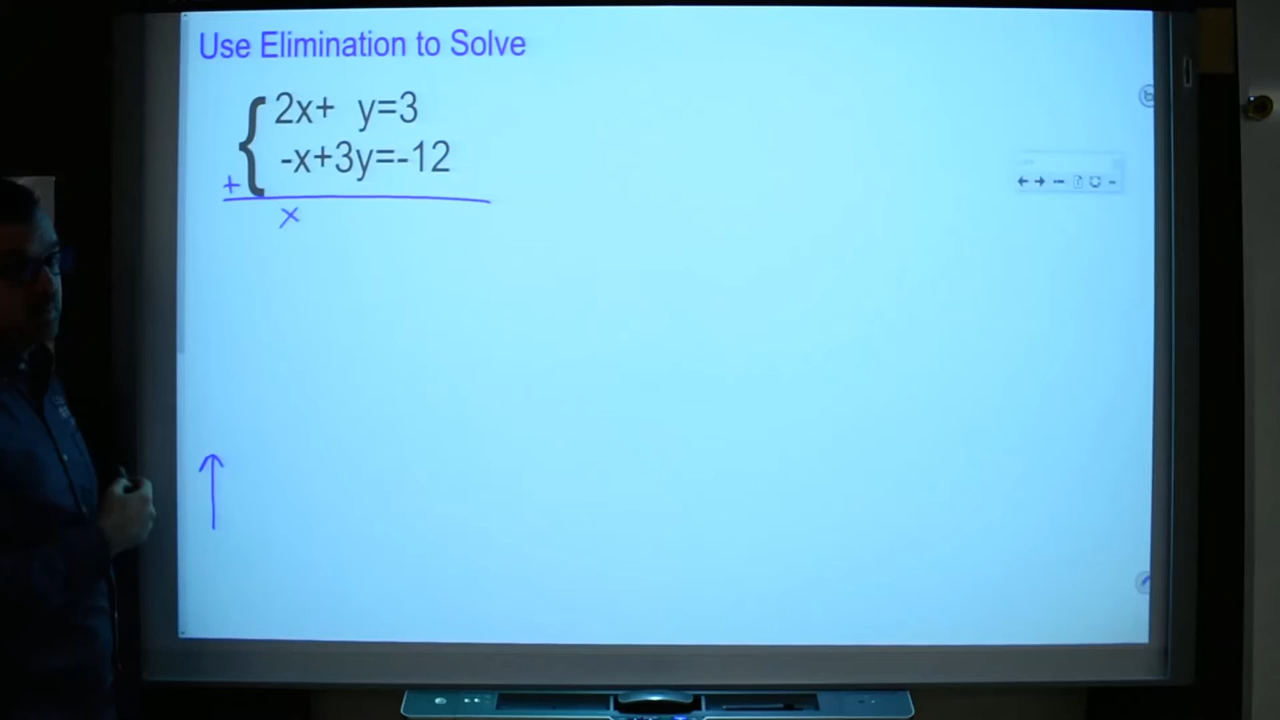 Use Elimination to Solve
2x+ y=3
-x+3y=-12
+
x